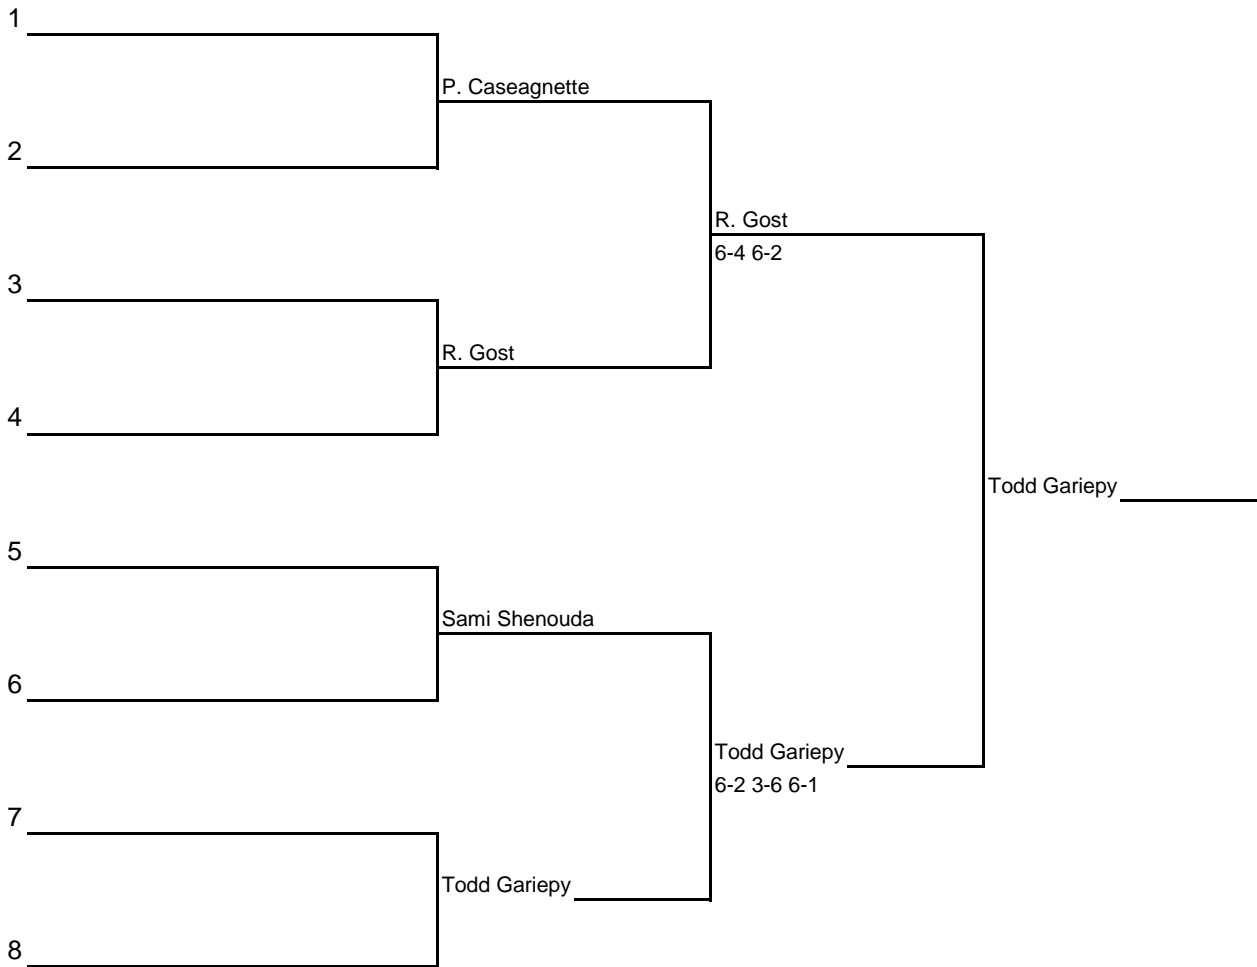 1
P. Caseagnette
2
R. Gost
6-4 6-2
3
R. Gost
4
Todd Gariepy
5
Sami Shenouda
6
Todd Gariepy
6-2 3-6 6-1
7
Todd Gariepy
8